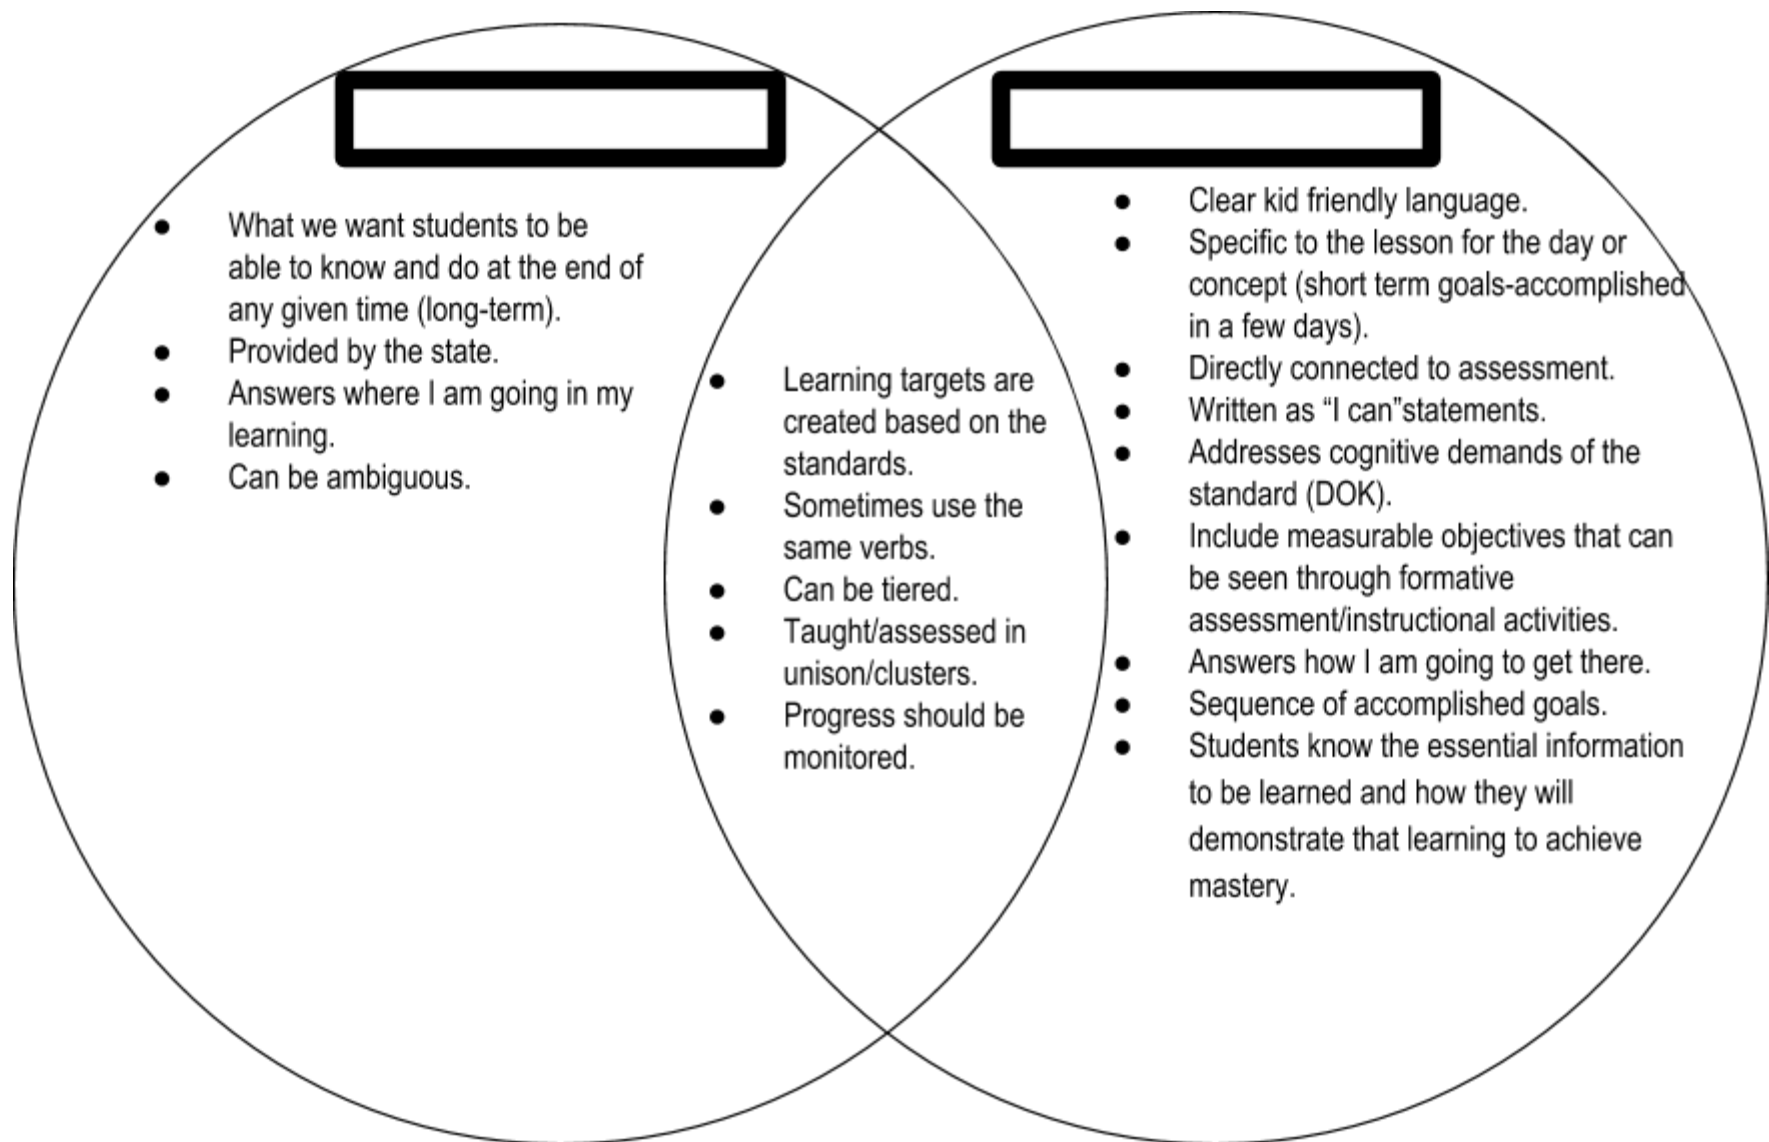 ● What we want students to be
able to know and do at the end of
any given time (long-term).
● Provided by the state.
● Answers where I am going in my
learning.
● Can be ambiguous.
● Learning targets are
created based on the
standards.
● Sometimes use the
same verbs.
● Can be tiered.
● Taught/assessed in
unison/clusters.
● Progress should be
monitored.
● Clear kid friendly language.
● Specific to the lesson for the day or
concept (short term goals-accomplished
in a few days).
● Directly connected to assessment.
● Written as “I can”statements.
● Addresses cognitive demands of the
standard (DOK).
● Include measurable objectives that can
be seen through formative
assessment/instructional activities.
● Answers how I am going to get there.
● Sequence of accomplished goals.
● Students know the essential information
to be learned and how they will
demonstrate that learning to achieve
mastery.